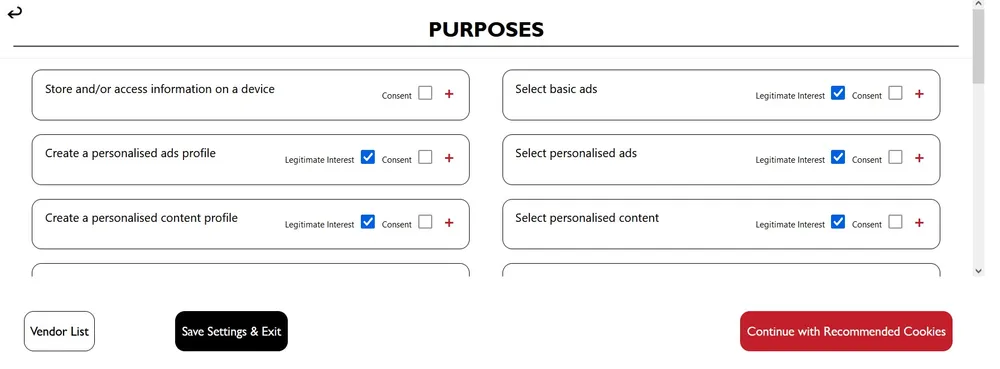 PURPOSES
Store and/or access information on a device
Consent
+
Select basic ads
Legitimate Interest
Consent
+
Create a personalised ads profile
Legitimate Interest
Consent
+
Select personalised ads
Legitimate Interest
Consent
+
Create a personalised content profile
Legitimate Interest
Consent
+
Select personalised content
Legitimate Interest
Consent
+
Vendor List
Save Settings & Exit
Continue with Recommended Cookies